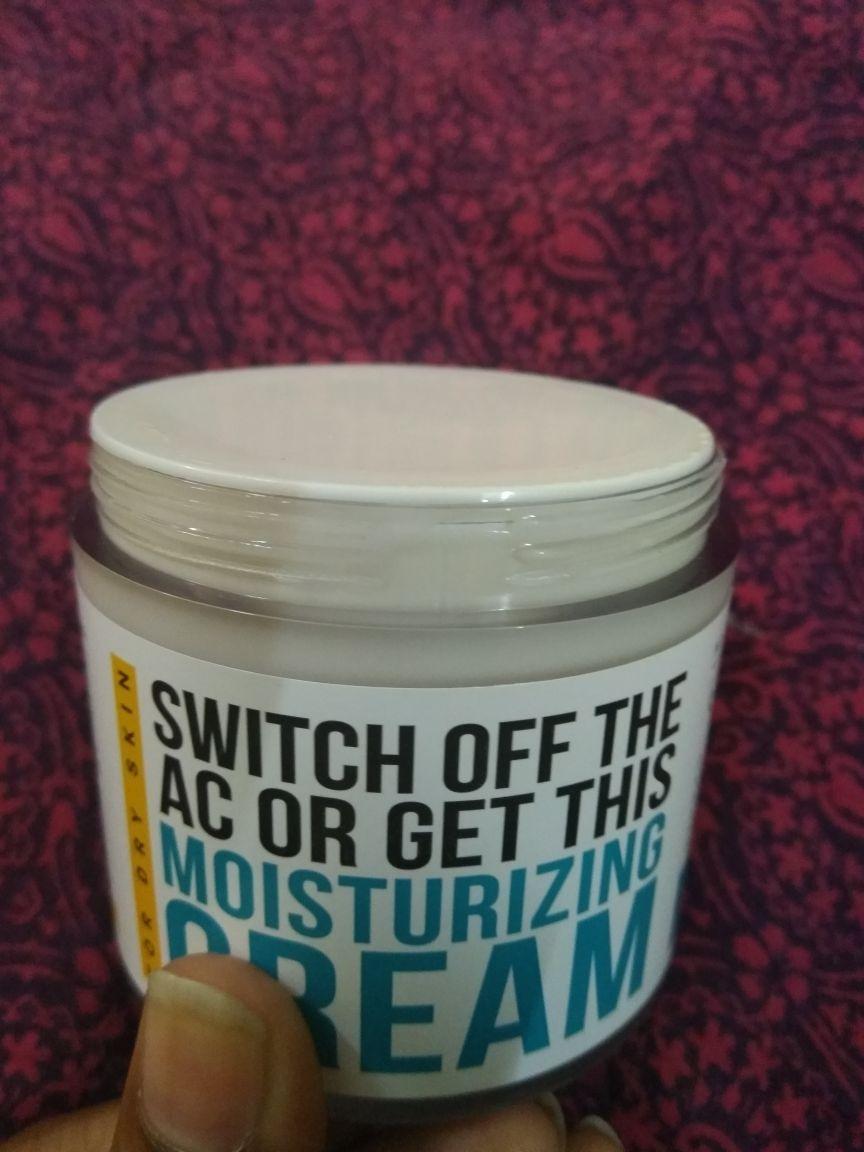 SWITCH OFF THE
AC OR GET THIS
MOISTURIZING
CREAM
FOR DRY SKIN